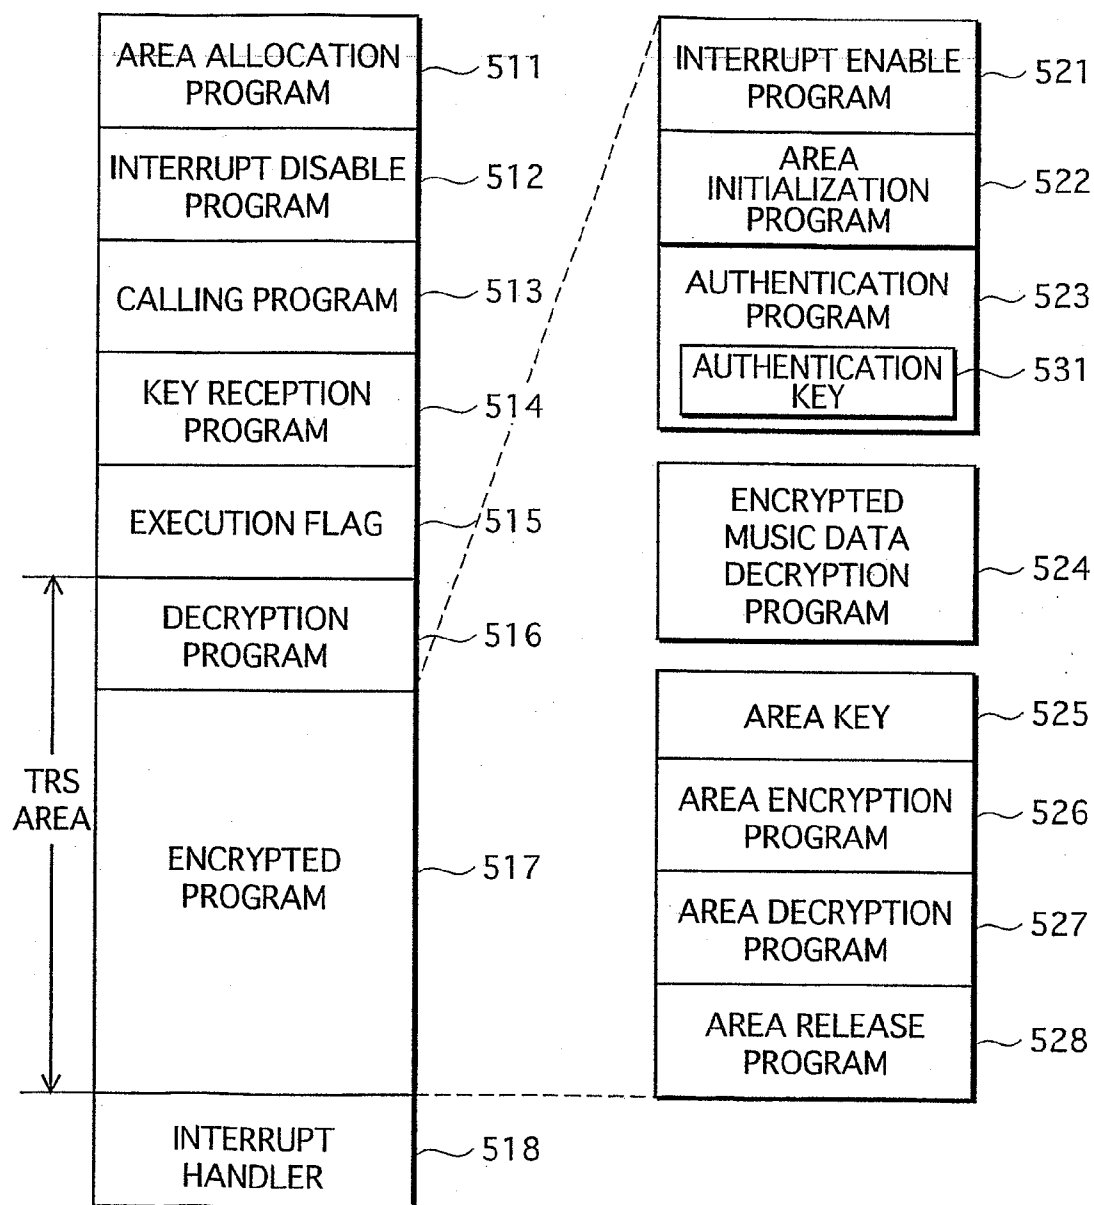 AREA ALLOCATION
PROGRAM
511
INTERRUPT DISABLE
PROGRAM
512
CALLING PROGRAM
513
KEY RECEPTION
PROGRAM
514
EXECUTION FLAG
515
DECRYPTION
PROGRAM
516
TRS
AREA
ENCRYPTED
PROGRAM
517
INTERRUPT
HANDLER
518
INTERRUPT ENABLE
PROGRAM
521
AREA
INITIALIZATION
PROGRAM
522
AUTHENTICATION
PROGRAM
523
AUTHENTICATION
KEY
531
ENCRYPTED
MUSIC DATA
DECRYPTION
PROGRAM
524
AREA KEY
525
AREA ENCRYPTION
PROGRAM
526
AREA DECRYPTION
PROGRAM
527
AREA RELEASE
PROGRAM
528